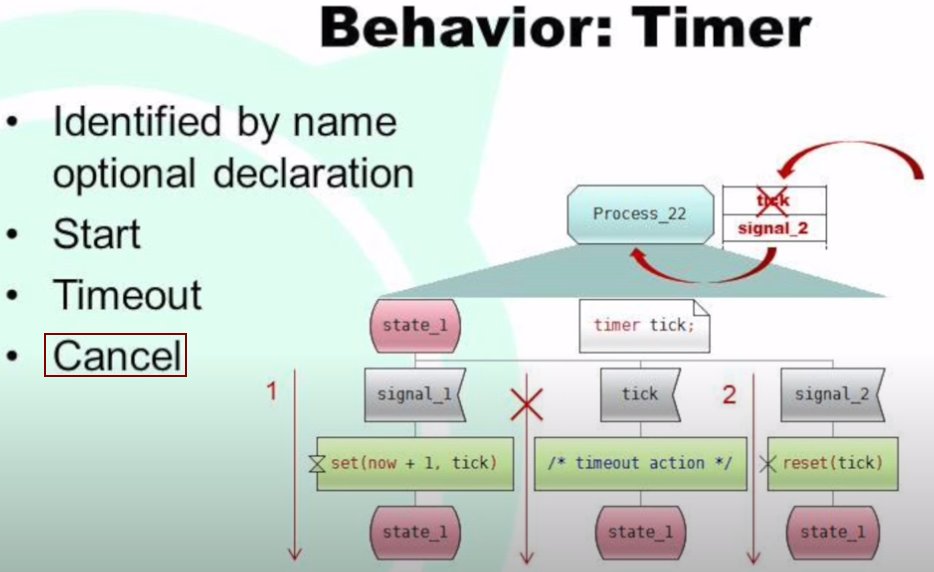 Behavior: Timer
• Identified by name
optional declaration
• Start
• Timeout
• Cancel
Process_22
tick
signal_2
state_1
timer tick;
1
signal_1
tick
2
signal_2
set(now + 1, tick)
/* timeout action */
reset(tick)
state_1
state_1
state_1